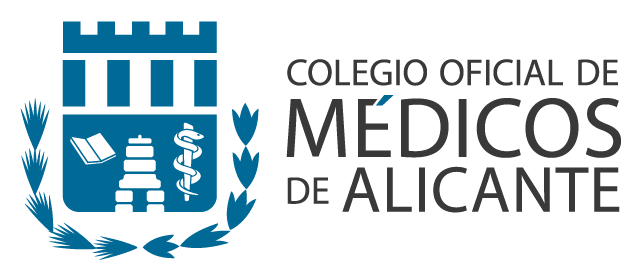 COLEGIO OFICIAL DE
MÉDICOS
DE ALICANTE